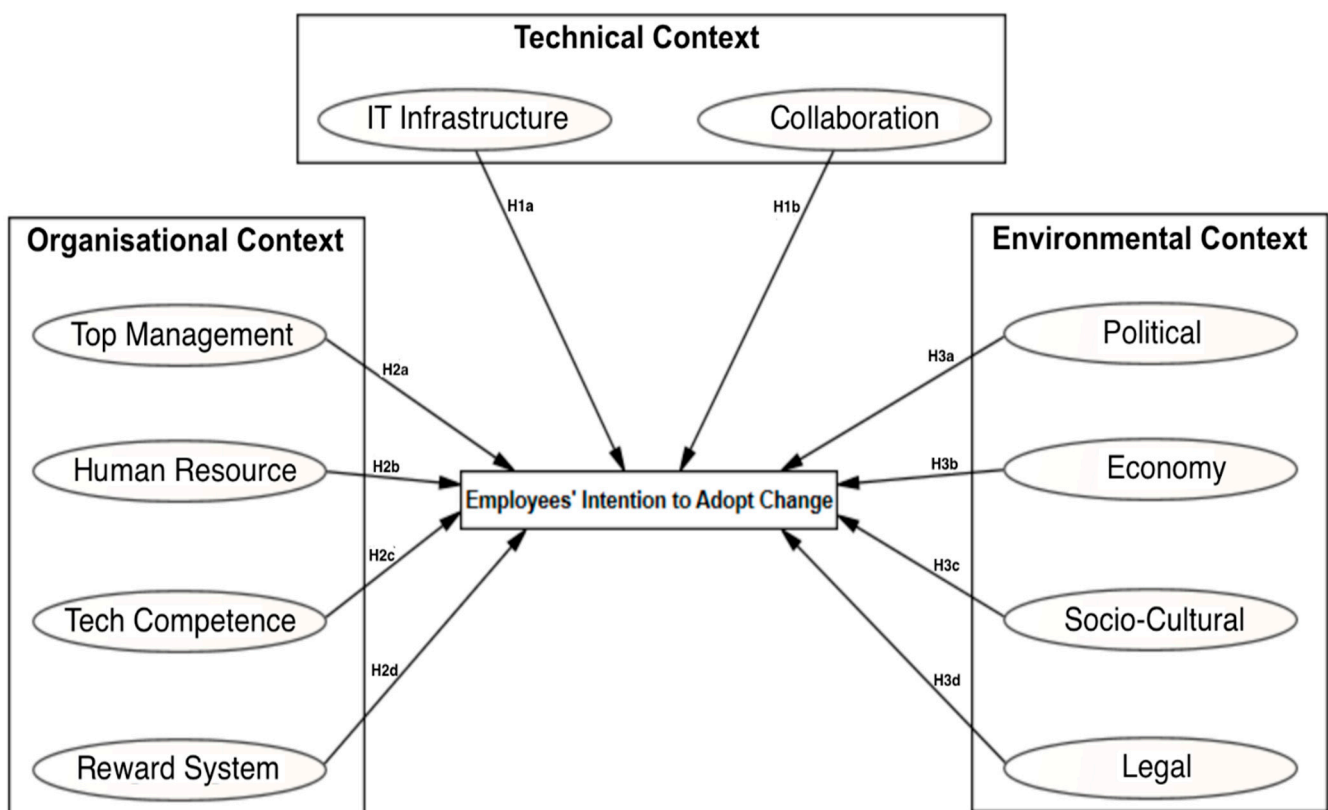 Technical Context
IT Infrastructure
Collaboration
H1a
H1b
Organisational Context
Top Management
Human Resource
Tech Competence
Reward System
H2a
H2b
H2c
H2d
Employees' Intention to Adopt Change
Environmental Context
Political
Economy
Socio-Cultural
Legal
H3a
H3b
H3c
H3d